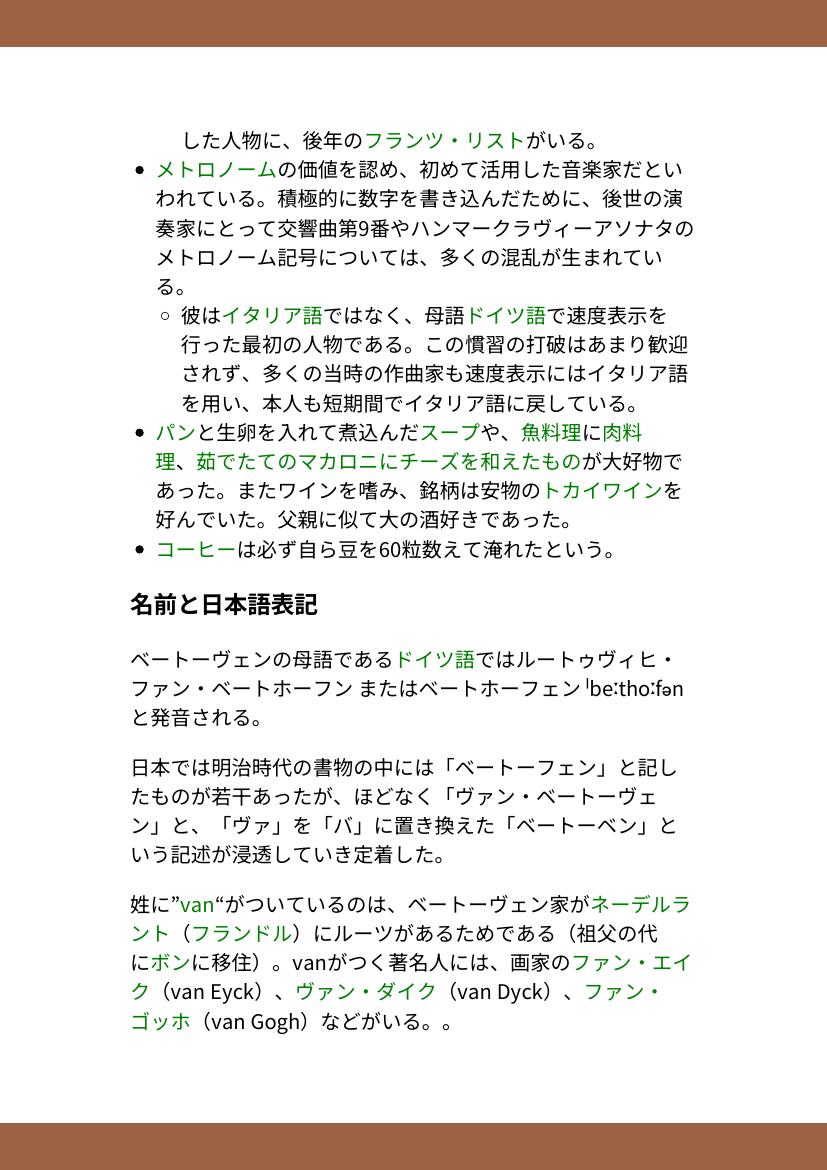 した人物に、後年のフランツ・リストがいる。
• メトロノームの価値を認め、初めて活用した音楽家だとい
われている。積極的に数字を書き込んだために、後世の演
奏家にとって交響曲第9番やハンマークラヴィーアソナタの
メトロノーム記号については、多くの混乱が生まれてい
る。
◦ 彼はイタリア語ではなく、母語ドイツ語で速度表示を
行った最初の人物である。この慣習の打破はあまり歓迎
されず、多くの当時の作曲家も速度表示にはイタリア語
を用い、本人も短期間でイタリア語に戻している。
• パンと生卵を入れて煮込んだスープや、魚料理に肉料
理、茹でたてのマカロニにチーズを和えたものが大好物で
あった。またワインを嗜み、銘柄は安物のトカイワインを
好んでいた。父親に似て大の酒好きであった。
• コーヒーは必ず自ら豆を60粒数えて淹れたという。
名前と日本語表記
ベートーヴェンの母語であるドイツ語ではルートゥヴィヒ・
ファン・ベートホーフン またはベートホーフェン ˈbeːthoːfən
と発音される。
日本では明治時代の書物の中には「ベートーフェン」と記し
たものが若干あったが、ほどなく「ヴァン・ベートーヴェ
ン」と、「ヴァ」を「バ」に置き換えた「ベートーベン」と
いう記述が浸透していき定着した。
姓に”van“がついているのは、ベートーヴェン家がネーデルラ
ント（フランドル）にルーツがあるためである（祖父の代
にボンに移住）。vanがつく著名人には、画家のファン・エイ
ク（van Eyck）、ヴァン・ダイク（van Dyck）、ファン・
ゴッホ（van Gogh）などがいる。。